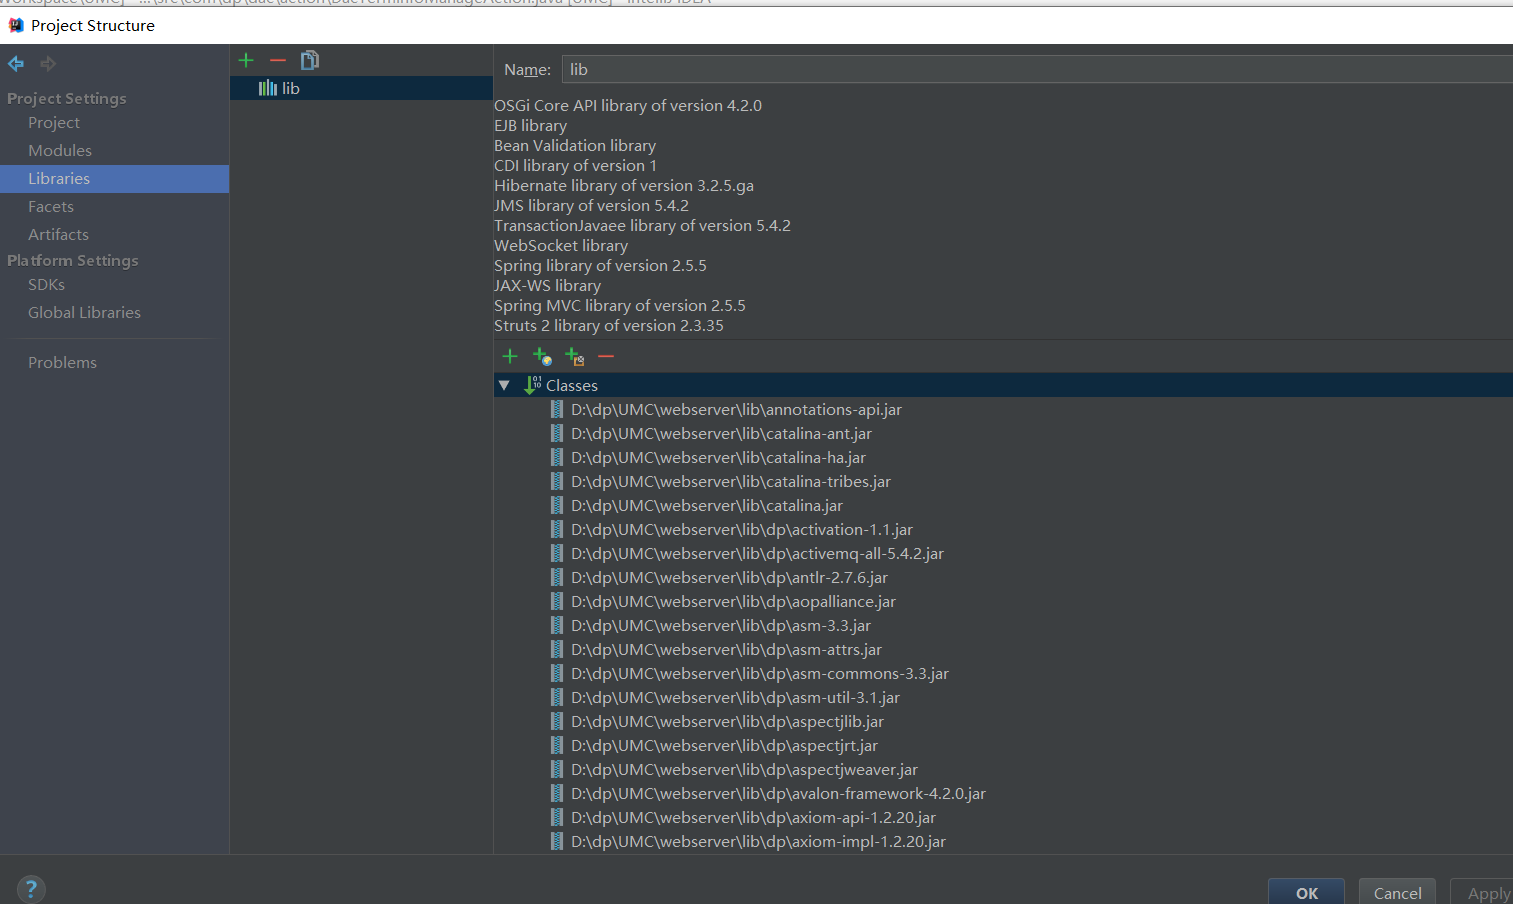 Project Structure
Project Settings
Project
Modules
Libraries
Facets
Artifacts
Platform Settings
SDKs
Global Libraries
Problems
lib
Name: lib
OSGi Core API library of version 4.2.0
EJB library
Bean Validation library
CDI library of version 1
Hibernate library of version 3.2.5.ga
JMS library of version 5.4.2
TransactionJavaee library of version 5.4.2
WebSocket library
Spring library of version 2.5.5
JAX-WS library
Spring MVC library of version 2.5.5
Struts 2 library of version 2.3.35
Classes
D:\dp\UMC\webserver\lib\annotations-api.jar
D:\dp\UMC\webserver\lib\catalina-ant.jar
D:\dp\UMC\webserver\lib\catalina-ha.jar
D:\dp\UMC\webserver\lib\catalina-tribes.jar
D:\dp\UMC\webserver\lib\catalina.jar
D:\dp\UMC\webserver\lib\dp\activation-1.1.jar
D:\dp\UMC\webserver\lib\dp\activemq-all-5.4.2.jar
D:\dp\UMC\webserver\lib\dp\antlr-2.7.6.jar
D:\dp\UMC\webserver\lib\dp\aopalliance.jar
D:\dp\UMC\webserver\lib\dp\asm-3.3.jar
D:\dp\UMC\webserver\lib\dp\asm-attrs.jar
D:\dp\UMC\webserver\lib\dp\asm-commons-3.3.jar
D:\dp\UMC\webserver\lib\dp\asm-util-3.1.jar
D:\dp\UMC\webserver\lib\dp\aspectjlib.jar
D:\dp\UMC\webserver\lib\dp\aspectjrt.jar
D:\dp\UMC\webserver\lib\dp\aspectjweaver.jar
D:\dp\UMC\webserver\lib\dp\avalon-framework-4.2.0.jar
D:\dp\UMC\webserver\lib\dp\axiom-api-1.2.20.jar
D:\dp\UMC\webserver\lib\dp\axiom-impl-1.2.20.jar
?
OK
Cancel
Apply